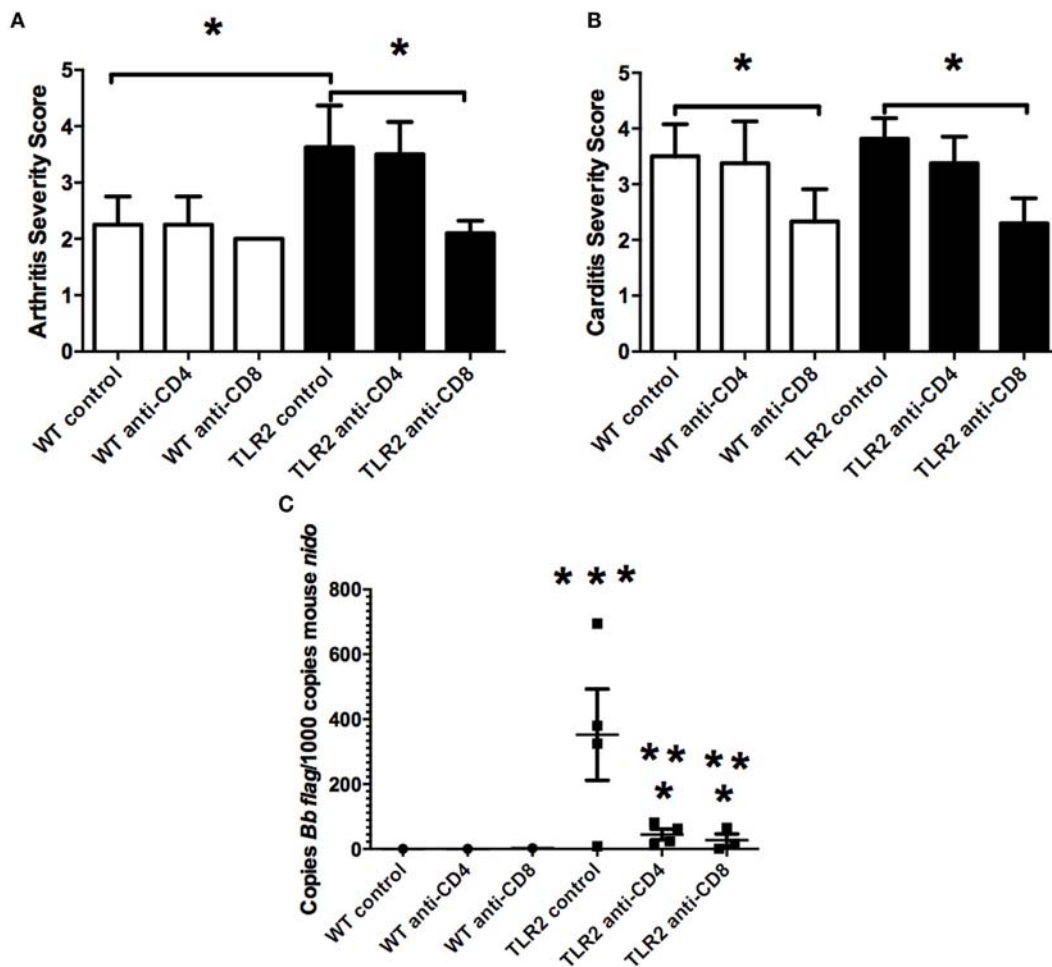 A
*
*
5
4
3
2
1
0
Arthritis Severity Score
WT control
WT anti-CD4
WT anti-CD8
TLR2 control
TLR2 anti-CD4
TLR2 anti-CD8
B
*
*
5
4
3
2
1
0
Carditis Severity Score
WT control
WT anti-CD4
WT anti-CD8
TLR2 control
TLR2 anti-CD4
TLR2 anti-CD8
C
Copies Bb flag/1000 copies mouse nido
800
600
400
200
0
* * *
* *
*
* *
*
WT control
WT anti-CD4
WT anti-CD8
TLR2 control
TLR2 anti-CD4
TLR2 anti-CD8